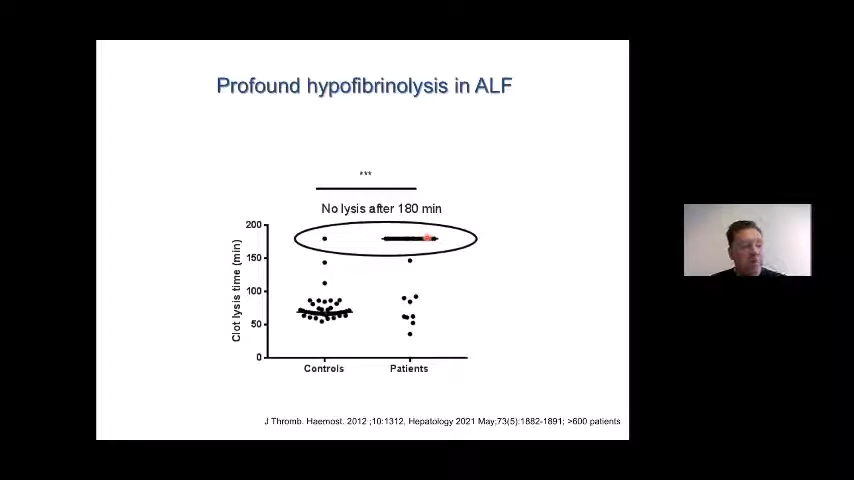 Profound hypofibrinolysis in ALF
***
No lysis after 180 min
Clot lysis time (min)
200
150
100
50
0
Controls
Patients
J Thromb. Haemost. 2012 ;10:1312, Hepatology 2021 May;73(5):1882-1891; >600 patients